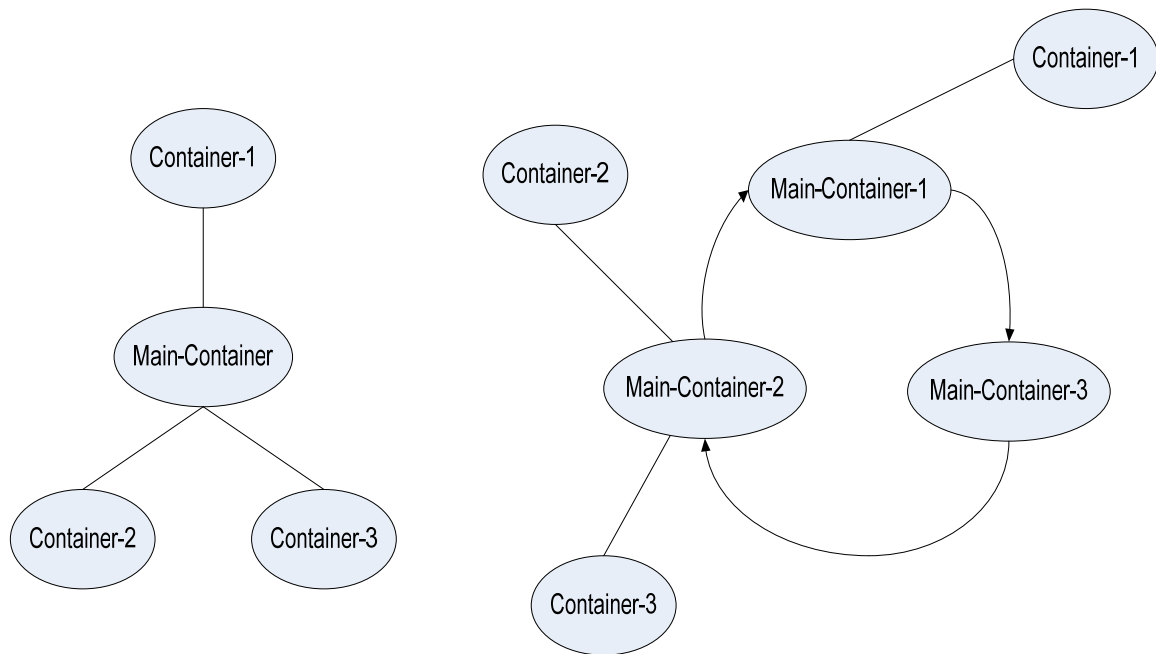 Container-1
Main-Container
Container-2
Container-3
Container-1
Container-2
Main-Container-1
Main-Container-2
Main-Container-3
Container-3